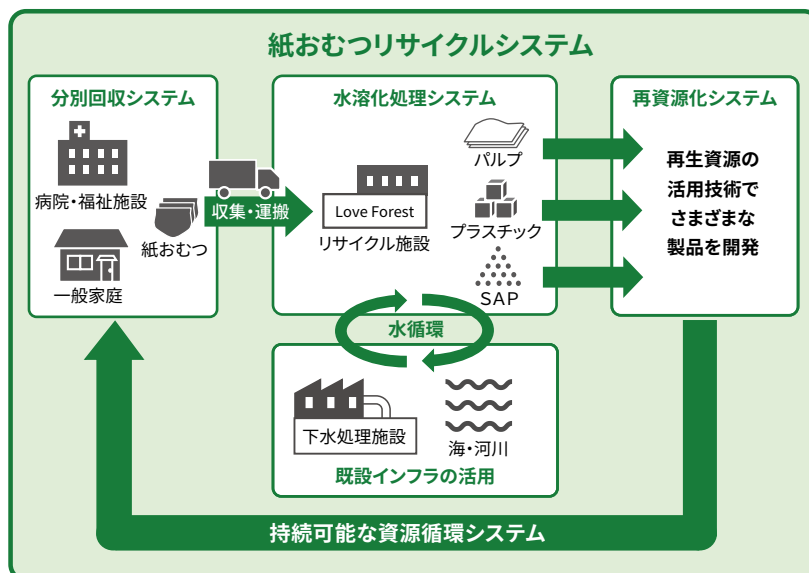 紙おむつリサイクルシステム
分別回収システム
病院・福祉施設
紙おむつ
一般家庭
収集・運搬
水溶化処理システム
Love Forest
リサイクル施設
パルプ
プラスチック
SAP
再資源化システム
再生資源の
活用技術で
さまざまな
製品を開発
水循環
下水処理施設
海・河川
既設インフラの活用
持続可能な資源循環システム